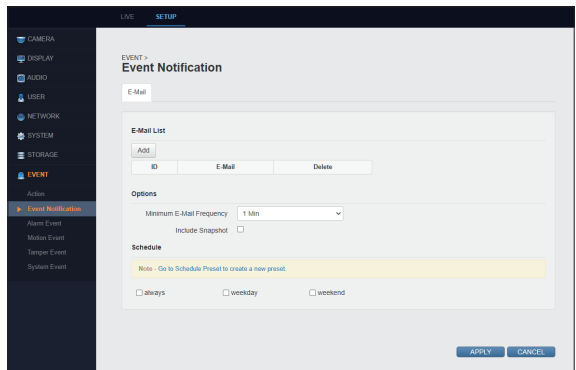 LIVE SETUP
CAMERA
DISPLAY
AUDIO
USER
NETWORK
SYSTEM
STORAGE
EVENT
Action
Event Notification
Alarm Event
Motion Event
Tamper Event
System Event
EVENT >
Event Notification
E-Mail
E-Mail List
Add
ID E-Mail Delete
Options
Minimum E-Mail Frequency 1 Min
Include Snapshot
Schedule
Note - Go to Schedule Preset to create a new preset.
always weekday weekend
APPLY CANCEL